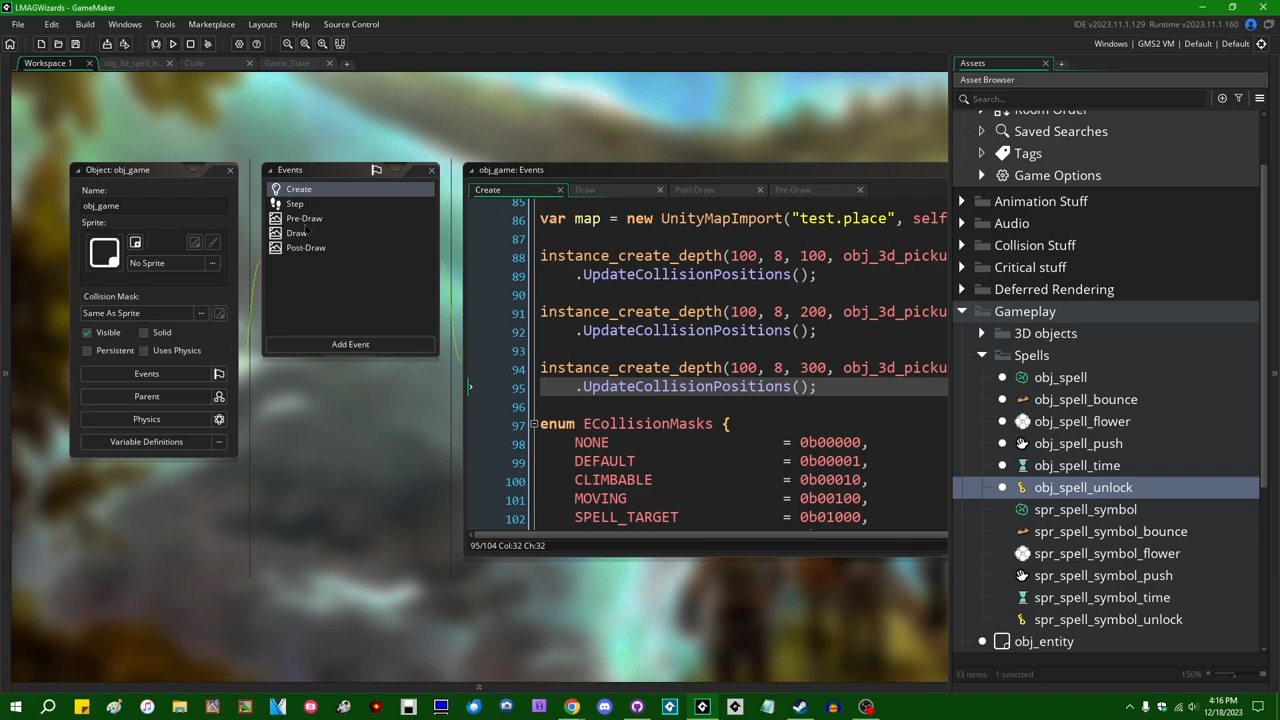 LMAGWizards - GameMaker
File Edit Build Windows Tools Marketplace Layouts Help Source Control
IDE v2023.11.1.129 Runtime v2023.11.1.160
Windows | GMS2 VM | Default | Default
Workspace 1 obj_3d_spell_b... Code Game_State
Assets
Asset Browser
Search...
Room Order
Saved Searches
Tags
Game Options
Animation Stuff
Audio
Collision Stuff
Critical stuff
Deferred Rendering
Gameplay
3D objects
Spells
obj_spell
obj_spell_bounce
obj_spell_flower
obj_spell_push
obj_spell_time
obj_spell_unlock
spr_spell_symbol
spr_spell_symbol_bounce
spr_spell_symbol_flower
spr_spell_symbol_push
spr_spell_symbol_time
spr_spell_symbol_unlock
obj_entity
33 items 1 selected
150%
Object: obj_game
Name:
obj_game
Sprite:
No Sprite
Collision Mask:
Same As Sprite
Visible Solid
Persistent Uses Physics
Events
Parent
Physics
Variable Definitions
Events
Create
Step
Pre-Draw
Draw
Post-Draw
Add Event
obj_game: Events
Create Draw Post-Draw Pre-Draw
85
86 var map = new UnityMapImport("test.place", self
87
88 instance_create_depth(100, 8, 100, obj_3d_picku
89 .UpdateCollisionPositions();
90
91 instance_create_depth(100, 8, 200, obj_3d_picku
92 .UpdateCollisionPositions();
93
94 instance_create_depth(100, 8, 300, obj_3d_picku
95 .UpdateCollisionPositions();
96
97 enum ECollisionMasks {
98 NONE = 0b00000,
99 DEFAULT = 0b00001,
100 CLIMBABLE = 0b00010,
101 MOVING = 0b00100,
102 SPELL_TARGET = 0b01000,
95/104 Col:32 Ch:32
4:16 PM
12/18/2023